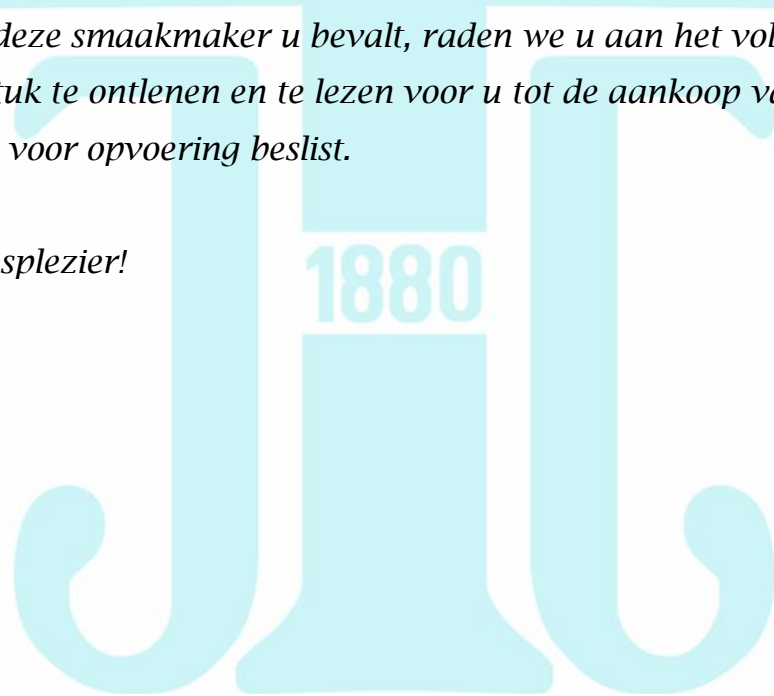 deze smaakmaker u bevalt, raden we u aan het vol
tuk te ontlenen en te lezen voor u tot de aankoop va
voor opvoering beslist.
splezier!
1880